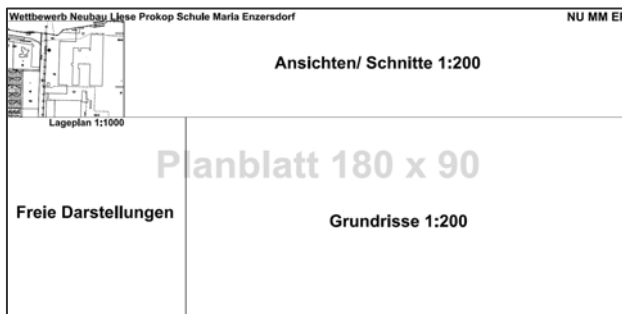 Wettbewerb Neubau Liese Prokop Schule Maria Enzersdorf
NU MM EN
Ansichten/ Schnitte 1:200
Lageplan 1:1000
Planblatt 180 x 90
Freie Darstellungen
Grundrisse 1:200